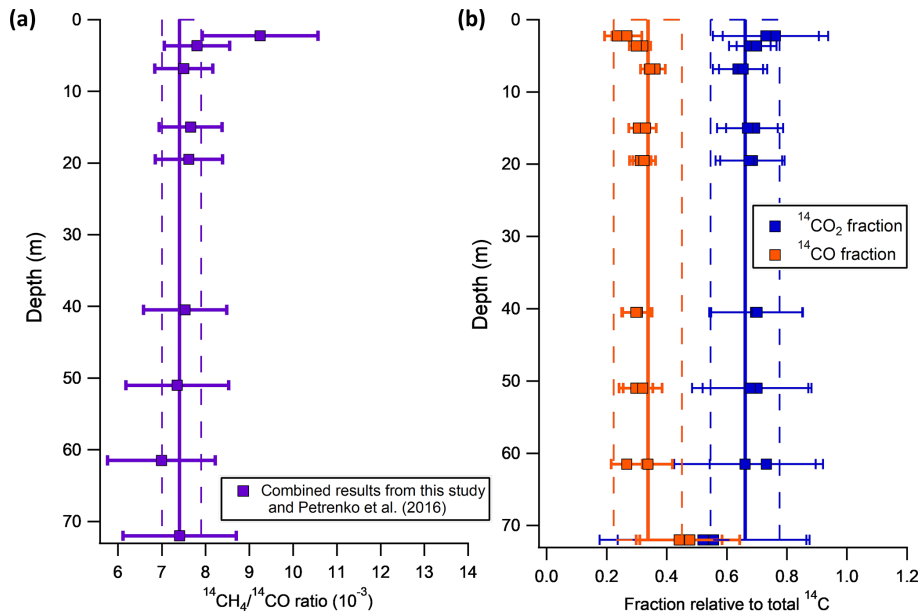 (a)
0
10
20
30
40
50
60
70
Depth (m)
6 7 8 9 10 11 12 13 14
¹⁴CH₄/¹⁴CO ratio (10⁻³)
Combined results from this study
and Petrenko et al. (2016)
(b)
0
10
20
30
40
50
60
70
Depth (m)
0.0 0.2 0.4 0.6 0.8 1.0 1.2
Fraction relative to total ¹⁴C
¹⁴CO₂ fraction
¹⁴CO fraction